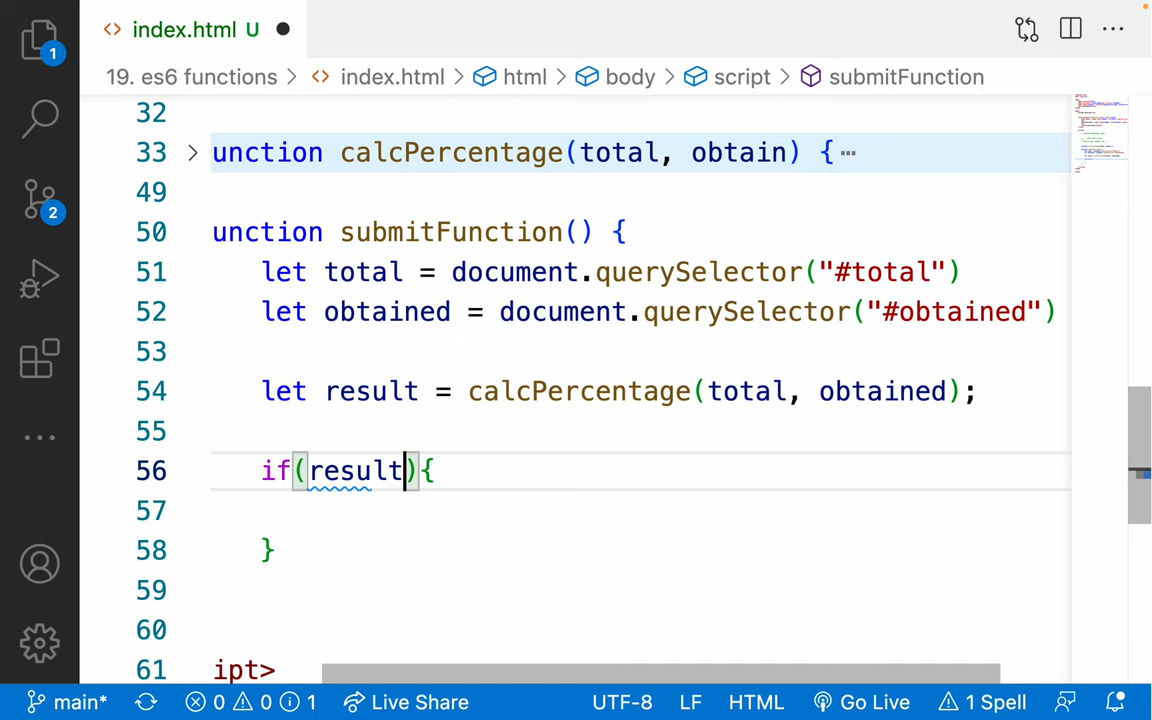 index.html U
19. es6 functions > index.html > html > body > script > submitFunction
1
2
32
33 unction calcPercentage(total, obtain) { ⋯
49
50 unction submitFunction() {
51 let total = document.querySelector("#total")
52 let obtained = document.querySelector("#obtained")
53
54 let result = calcPercentage(total, obtained);
55
56 if(result){
57
58 }
59
60
61 ipt>
main* 0 0 1 Live Share UTF-8 LF HTML Go Live 1 Spell